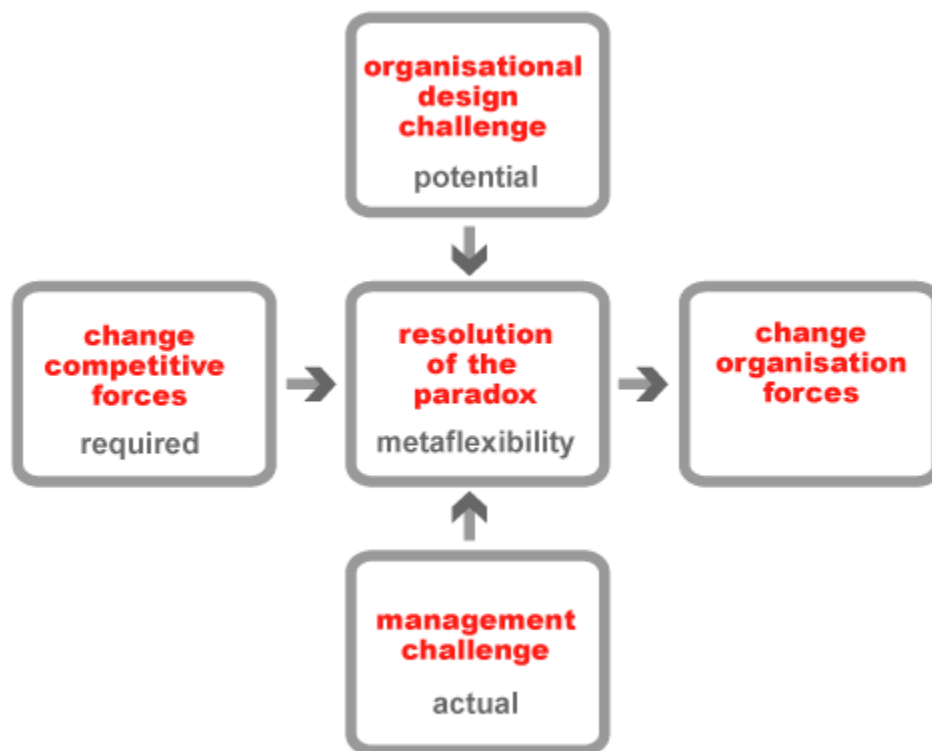 organisational
design
challenge
potential
change
competitive
forces
required
resolution
of the
paradox
metaflexibility
change
organisation
forces
management
challenge
actual